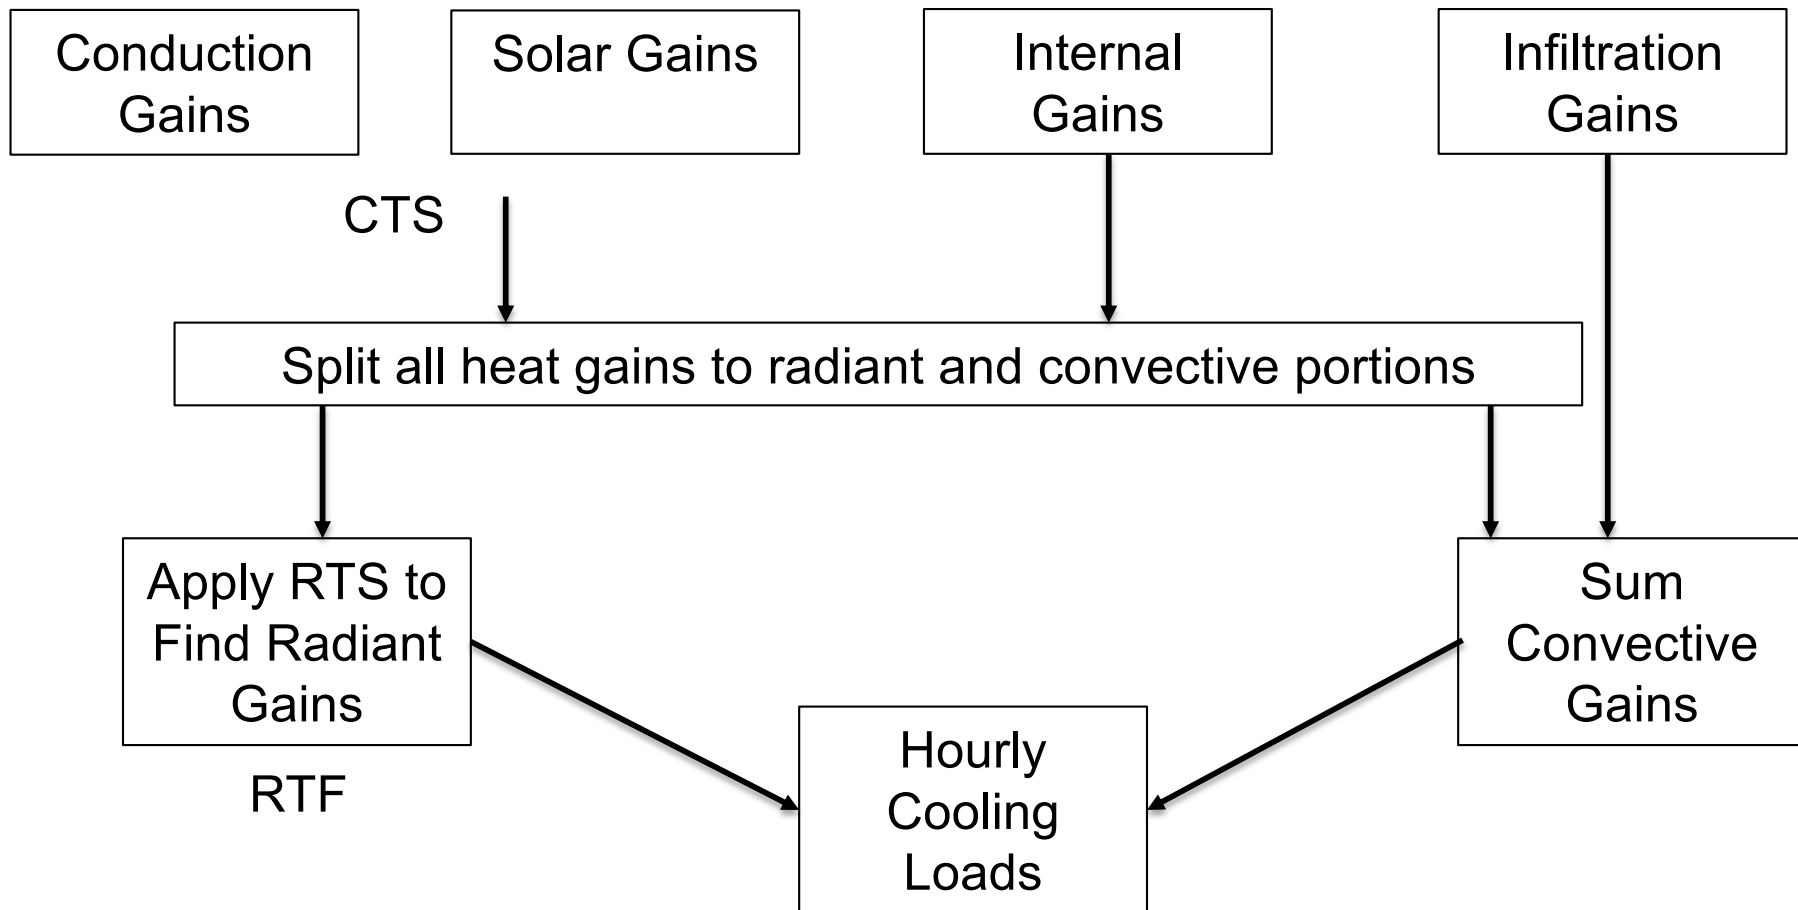 Conduction
Gains
Solar Gains
Internal
Gains
Infiltration
Gains
CTS
Split all heat gains to radiant and convective portions
Apply RTS to
Find Radiant
Gains
Sum
Convective
Gains
RTF
Hourly
Cooling
Loads